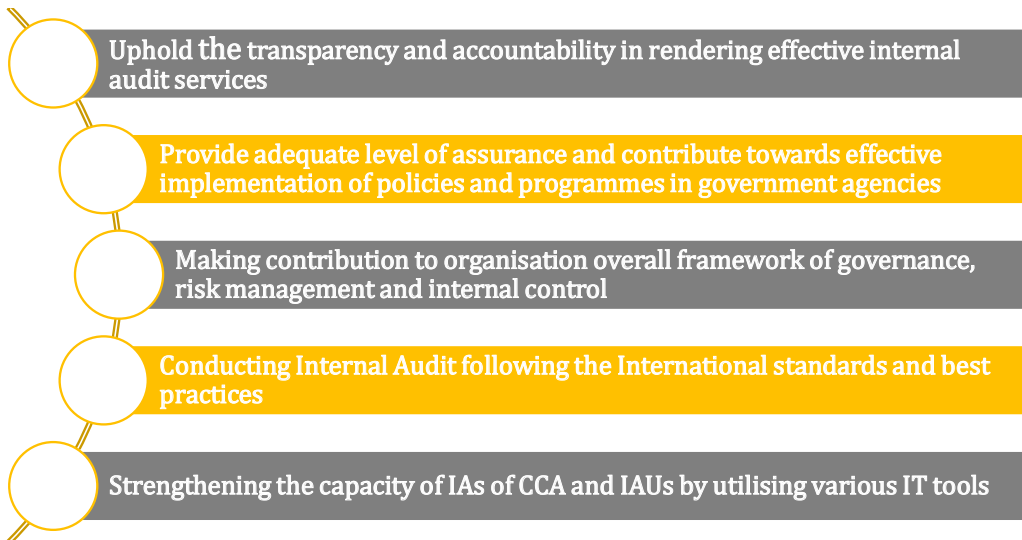 Uphold the transparency and accountability in rendering effective internal
audit services
Provide adequate level of assurance and contribute towards effective
implementation of policies and programmes in government agencies
Making contribution to organisation overall framework of governance,
risk management and internal control
Conducting Internal Audit following the International standards and best
practices
Strengthening the capacity of IAs of CCA and IAUs by utilising various IT tools